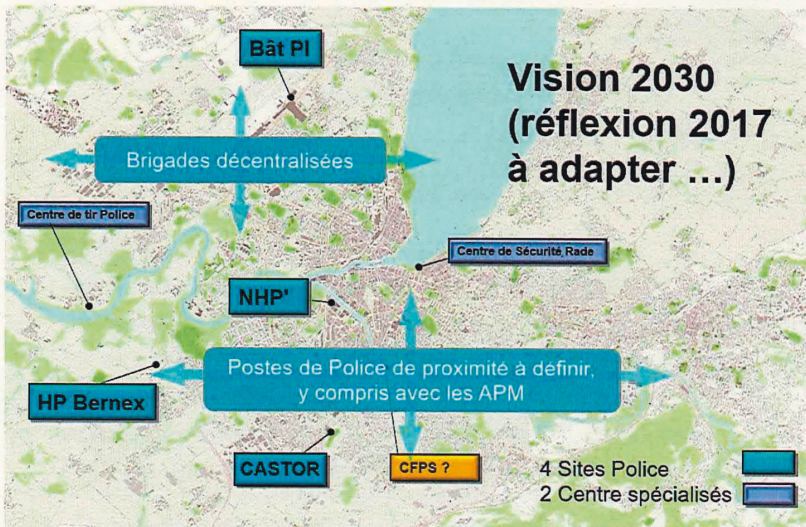 Bât PI
Vision 2030
(réflexion 2017
à adapter ...)
Brigades décentralisées
Centre de tir Police
Centre de Sécurité Rade
NHP'
Postes de Police de proximité à définir,
y compris avec les APM
HP Bernex
CASTOR
CFPS ?
4 Sites Police
2 Centre spécialisés